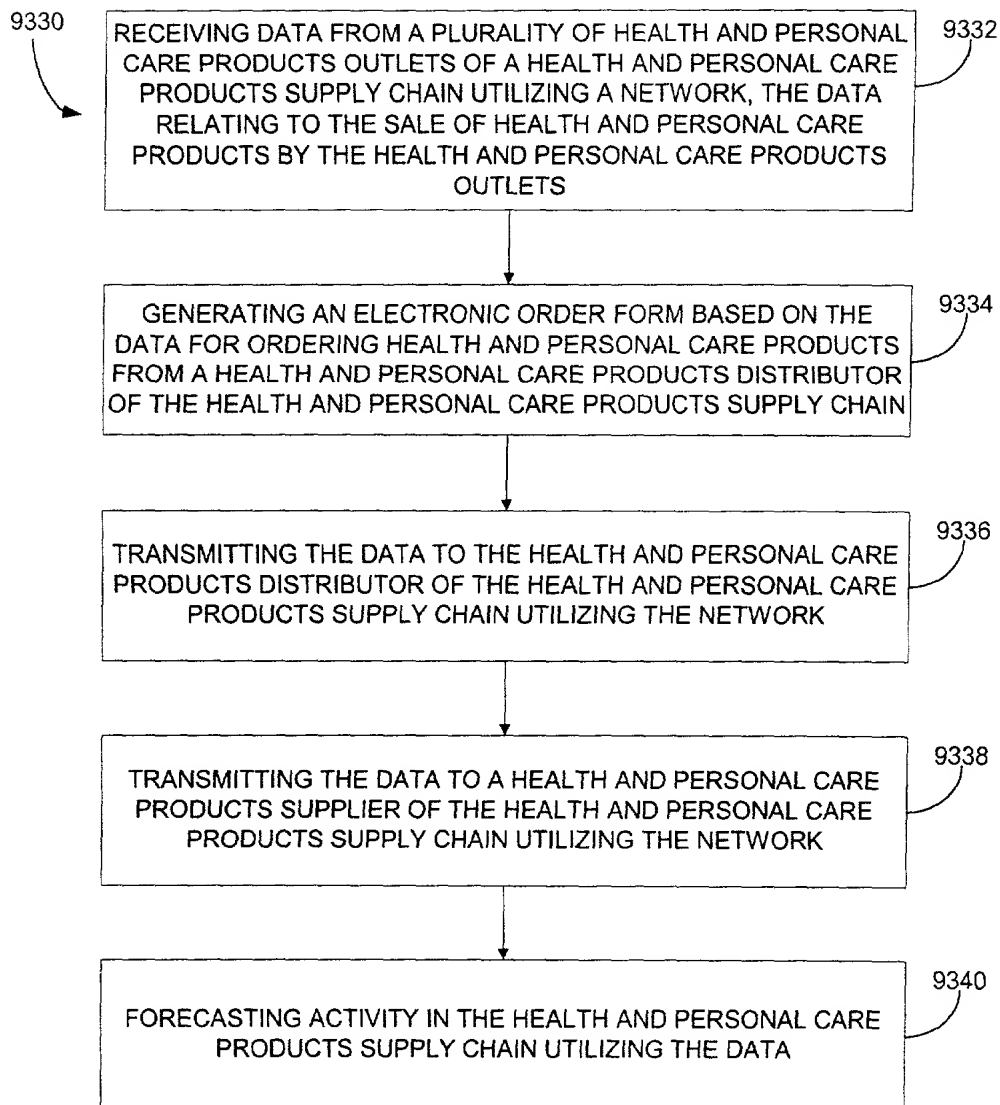 9330
RECEIVING DATA FROM A PLURALITY OF HEALTH AND PERSONAL
CARE PRODUCTS OUTLETS OF A HEALTH AND PERSONAL CARE
PRODUCTS SUPPLY CHAIN UTILIZING A NETWORK, THE DATA
RELATING TO THE SALE OF HEALTH AND PERSONAL CARE
PRODUCTS BY THE HEALTH AND PERSONAL CARE PRODUCTS
OUTLETS
9332
GENERATING AN ELECTRONIC ORDER FORM BASED ON THE
DATA FOR ORDERING HEALTH AND PERSONAL CARE PRODUCTS
FROM A HEALTH AND PERSONAL CARE PRODUCTS DISTRIBUTOR
OF THE HEALTH AND PERSONAL CARE PRODUCTS SUPPLY CHAIN
9334
TRANSMITTING THE DATA TO THE HEALTH AND PERSONAL CARE
PRODUCTS DISTRIBUTOR OF THE HEALTH AND PERSONAL CARE
PRODUCTS SUPPLY CHAIN UTILIZING THE NETWORK
9336
TRANSMITTING THE DATA TO A HEALTH AND PERSONAL CARE
PRODUCTS SUPPLIER OF THE HEALTH AND PERSONAL CARE
PRODUCTS SUPPLY CHAIN UTILIZING THE NETWORK
9338
FORECASTING ACTIVITY IN THE HEALTH AND PERSONAL CARE
PRODUCTS SUPPLY CHAIN UTILIZING THE DATA
9340